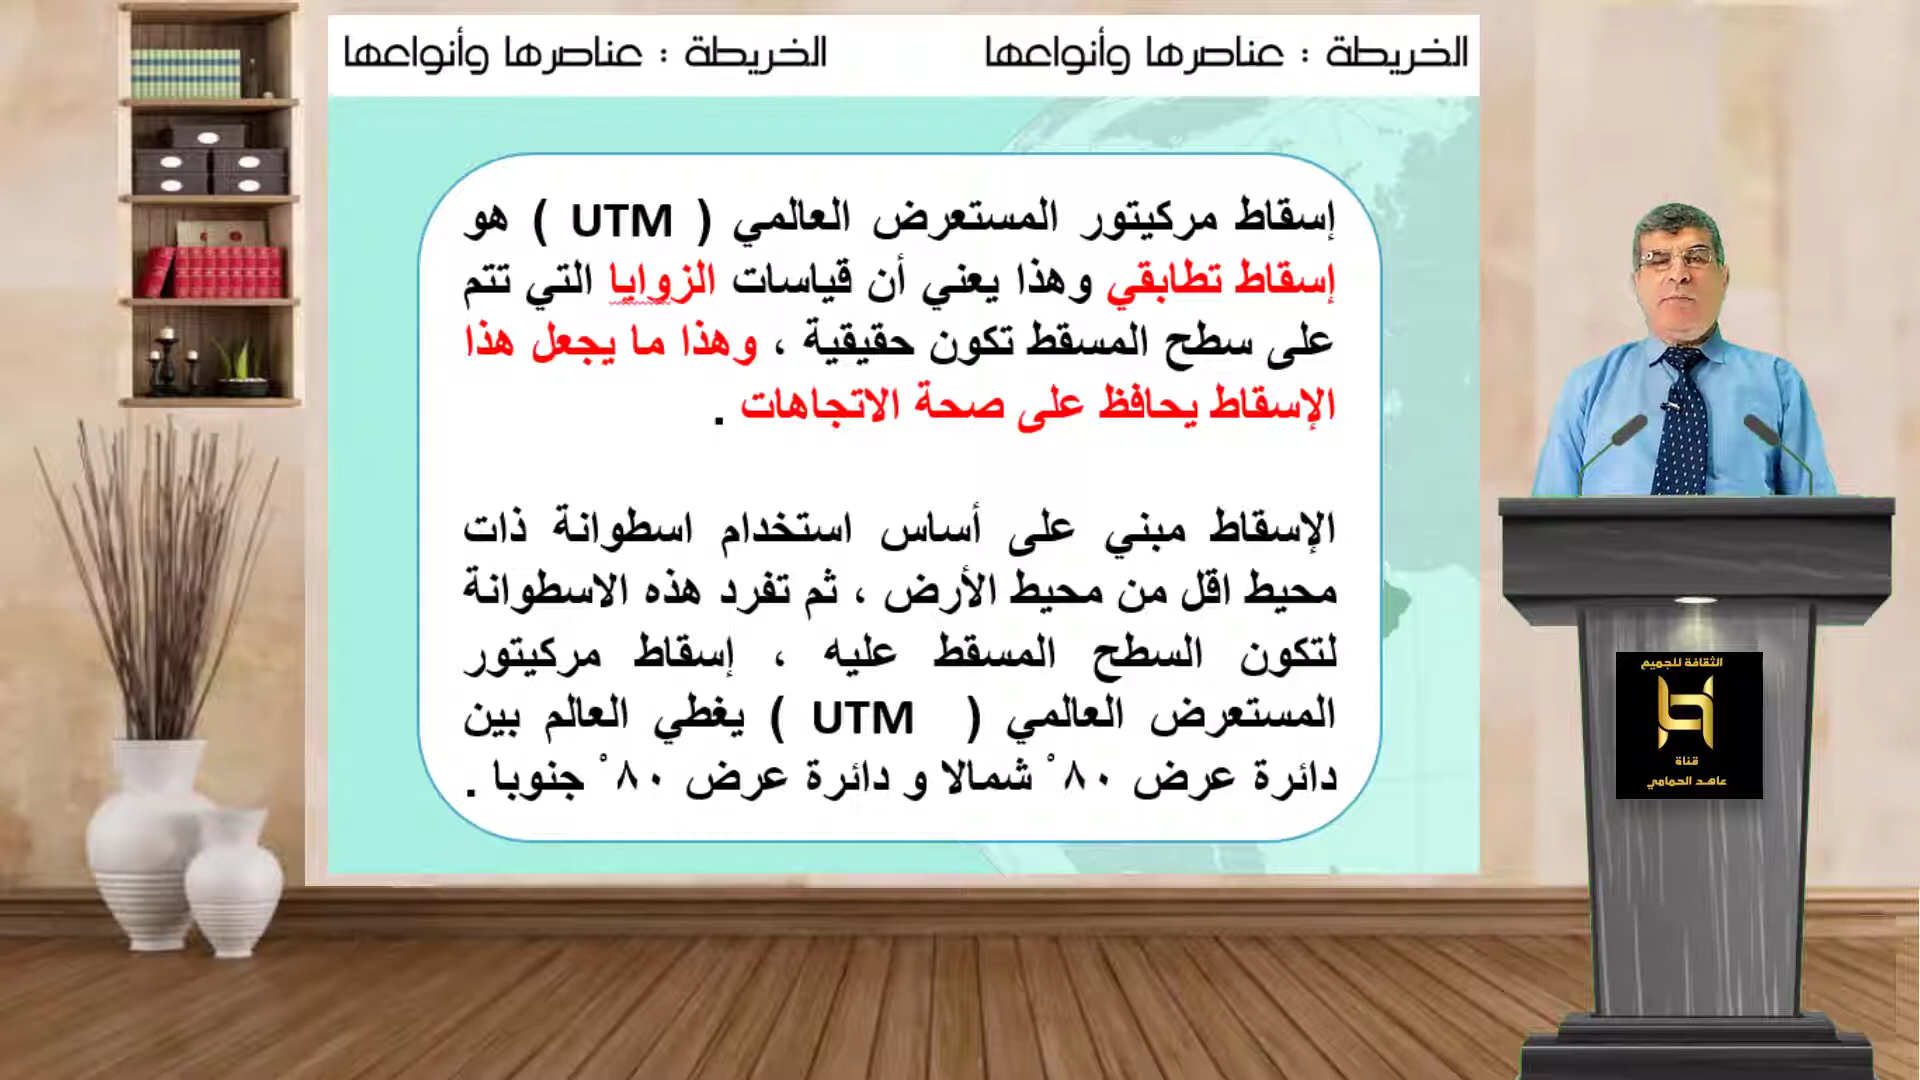 الخريطة : عناصرها وأنواعها
الخريطة : عناصرها وأنواعها
إسقاط مركيتور المستعرض العالمي ( UTM ) هو
إسقاط تطابقي وهذا يعني أن قياسات الزوايا التي تتم
على سطح المسقط تكون حقيقية ، وهذا ما يجعل هذا
الإسقاط يحافظ على صحة الاتجاهات .
الإسقاط مبني على أساس استخدام اسطوانة ذات
محيط اقل من محيط الأرض ، ثم تفرد هذه الاسطوانة
لتكون السطح المسقط عليه ، إسقاط مركيتور
المستعرض العالمي ( UTM ) يغطي العالم بين
دائرة عرض ٨٠ ْ شمالا و دائرة عرض ٨٠ ْ جنوبا .
الثقافة للجميع
قناة
عاهد الحمامي